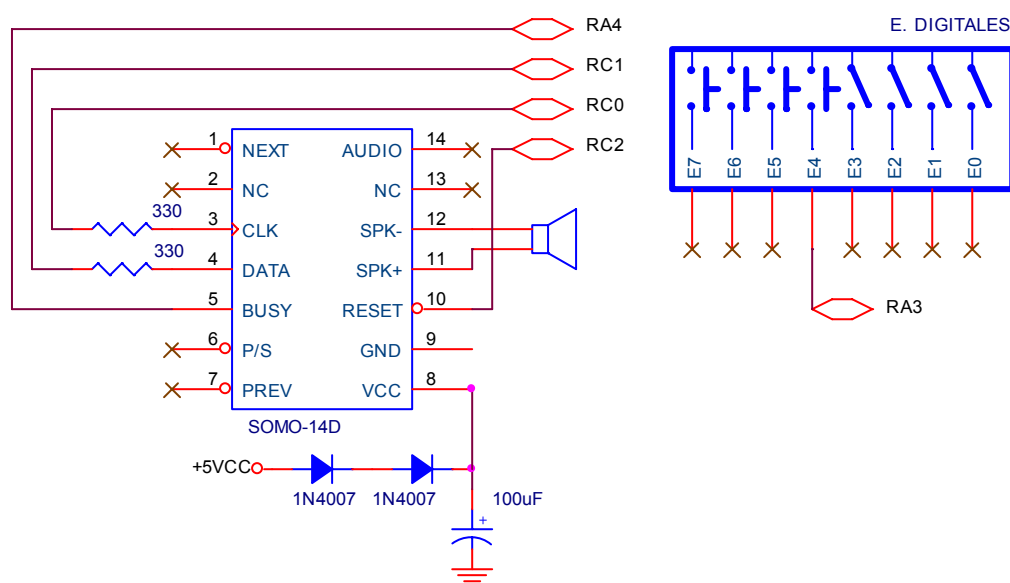 RA4
RC1
RC0
RC2
E. DIGITALES
1 NEXT AUDIO 14
2 NC NC 13
330 3 CLK SPK- 12
330 4 DATA SPK+ 11
5 BUSY RESET 10
6 P/S GND 9
7 PREV VCC 8
SOMO-14D
+5VCC
1N4007 1N4007 100uF
+
E7 E6 E5 E4 E3 E2 E1 E0
RA3